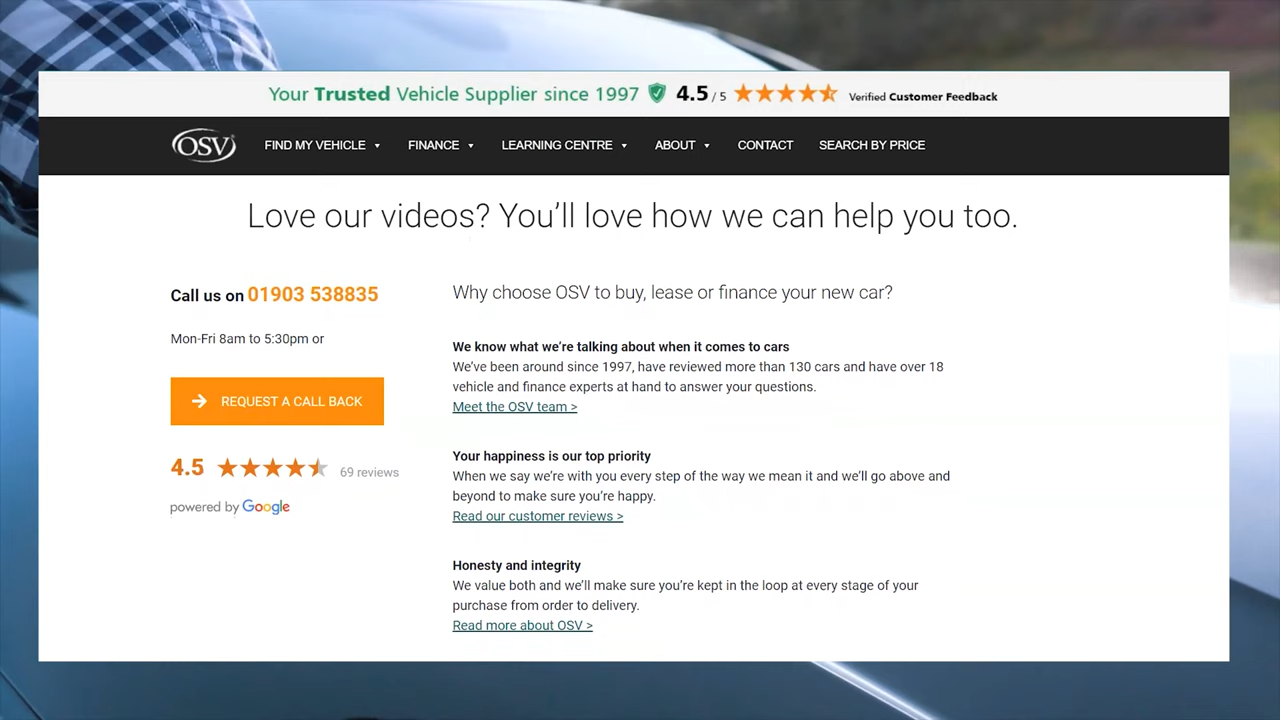 Your Trusted Vehicle Supplier since 1997 4.5 / 5 Verified Customer Feedback
OSV FIND MY VEHICLE FINANCE LEARNING CENTRE ABOUT CONTACT SEARCH BY PRICE
Love our videos? You'll love how we can help you too.
Call us on 01903 538835
Mon-Fri 8am to 5:30pm or
REQUEST A CALL BACK
4.5 69 reviews
powered by Google
Why choose OSV to buy, lease or finance your new car?
We know what we're talking about when it comes to cars
We've been around since 1997, have reviewed more than 130 cars and have over 18
vehicle and finance experts at hand to answer your questions.
Meet the OSV team >
Your happiness is our top priority
When we say we're with you every step of the way we mean it and we'll go above and
beyond to make sure you're happy.
Read our customer reviews >
Honesty and integrity
We value both and we'll make sure you're kept in the loop at every stage of your
purchase from order to delivery.
Read more about OSV >